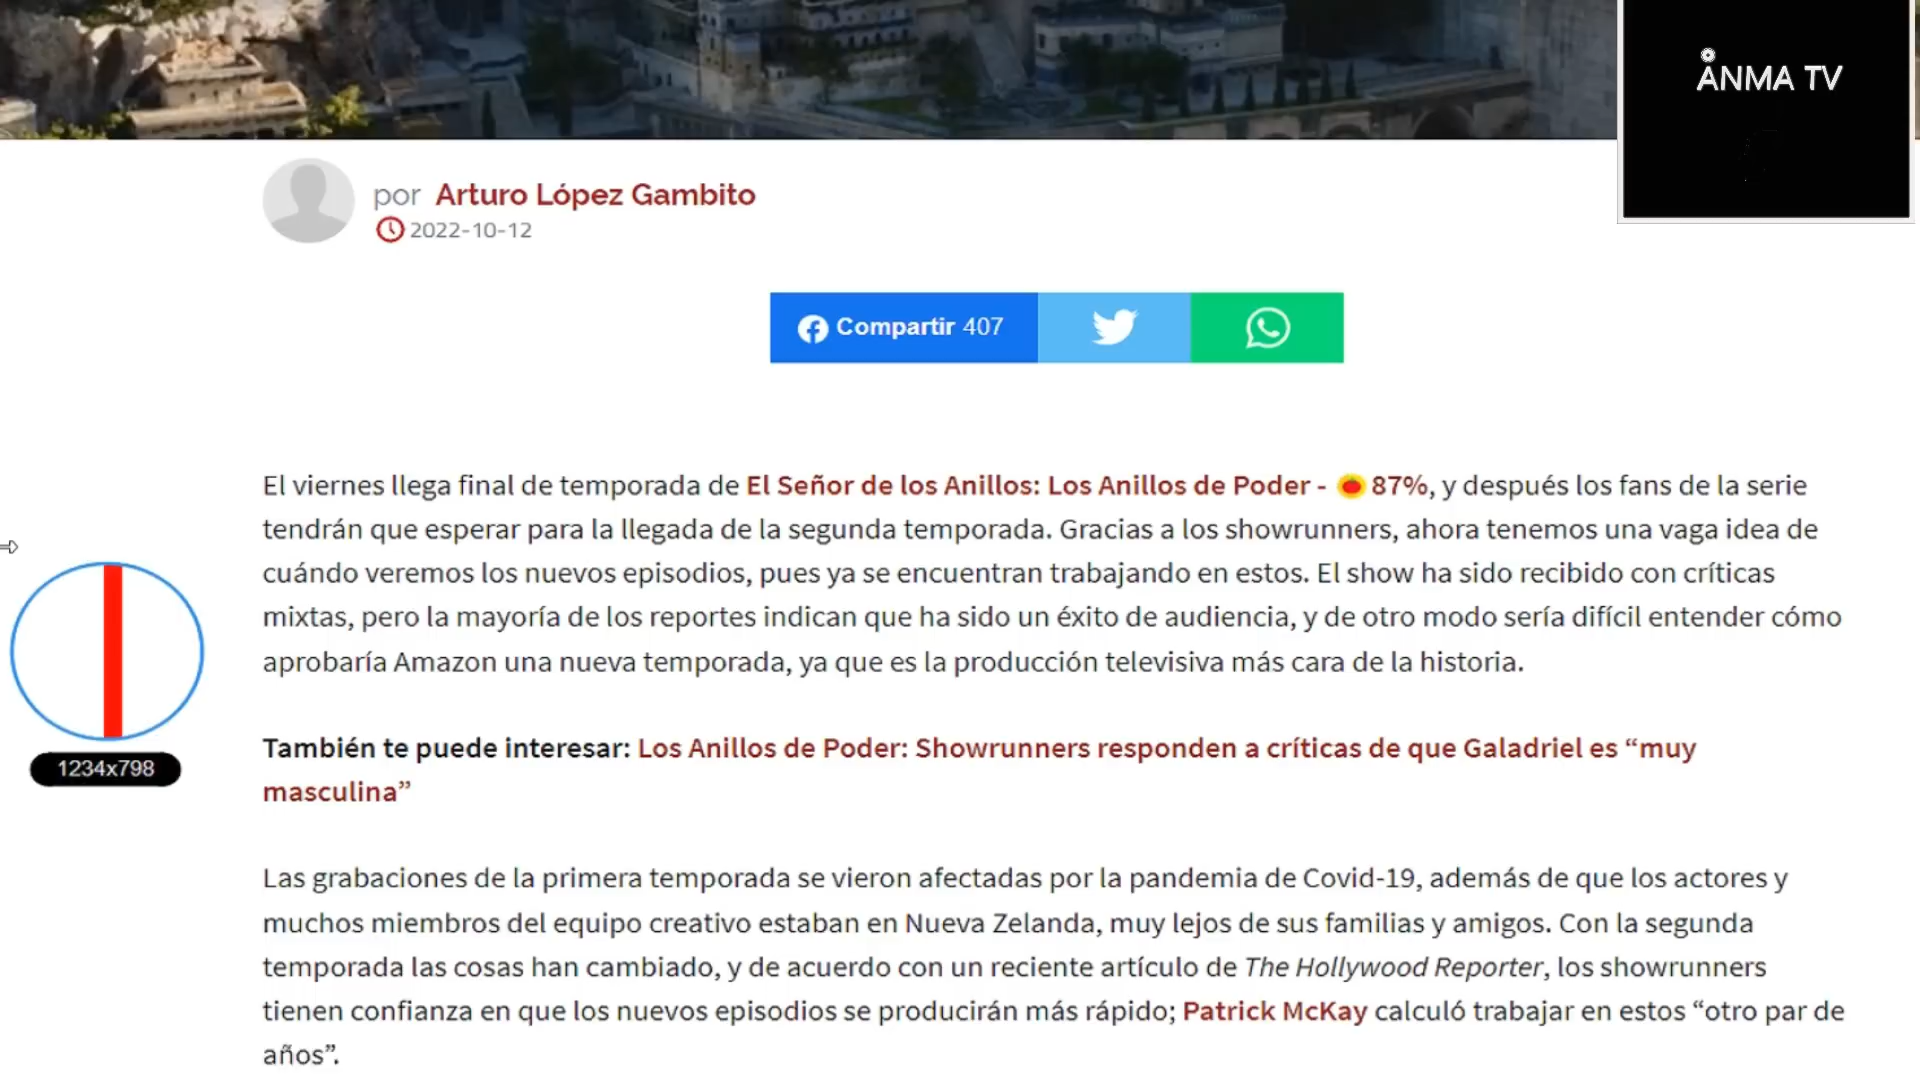 ÅNMA TV
por Arturo López Gambito
2022-10-12
Compartir 407
El viernes llega final de temporada de El Señor de los Anillos: Los Anillos de Poder - 87%, y después los fans de la serie
tendrán que esperar para la llegada de la segunda temporada. Gracias a los showrunners, ahora tenemos una vaga idea de
cuándo veremos los nuevos episodios, pues ya se encuentran trabajando en estos. El show ha sido recibido con críticas
mixtas, pero la mayoría de los reportes indican que ha sido un éxito de audiencia, y de otro modo sería difícil entender cómo
aprobaría Amazon una nueva temporada, ya que es la producción televisiva más cara de la historia.
1234x798
También te puede interesar: Los Anillos de Poder: Showrunners responden a críticas de que Galadriel es “muy
masculina”
Las grabaciones de la primera temporada se vieron afectadas por la pandemia de Covid-19, además de que los actores y
muchos miembros del equipo creativo estaban en Nueva Zelanda, muy lejos de sus familias y amigos. Con la segunda
temporada las cosas han cambiado, y de acuerdo con un reciente artículo de The Hollywood Reporter, los showrunners
tienen confianza en que los nuevos episodios se producirán más rápido; Patrick McKay calculó trabajar en estos “otro par de
años”.